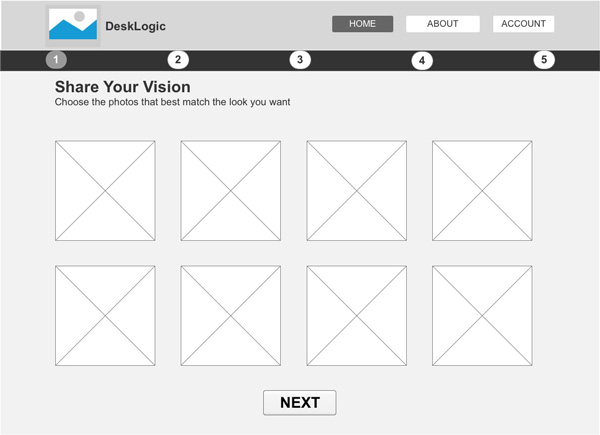 DeskLogic
HOME ABOUT ACCOUNT
1 2 3 4 5
Share Your Vision
Choose the photos that best match the look you want
NEXT